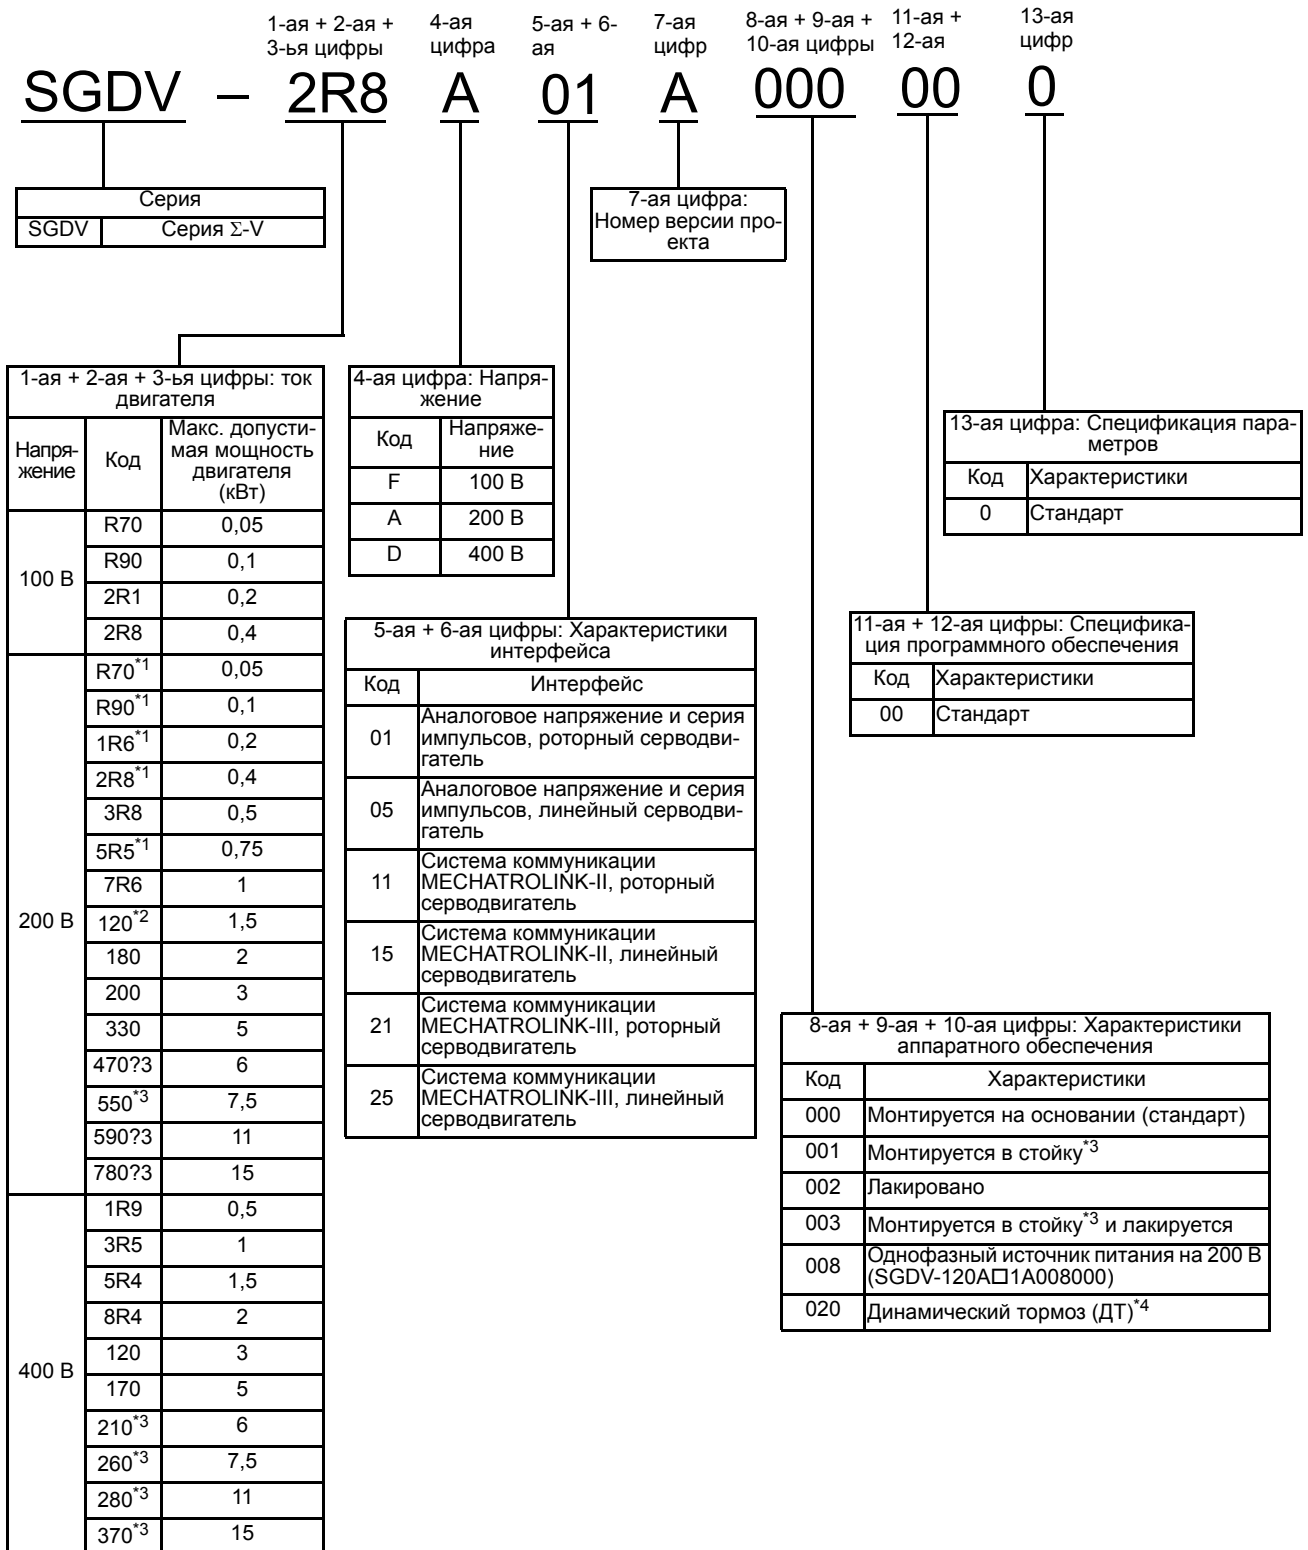 1-ая + 2-ая +
3-ья цифры
4-ая
цифра
5-ая + 6-
ая
7-ая
цифр
8-ая + 9-ая +
10-ая цифры
11-ая +
12-ая
13-ая
цифр
SGDV – 2R8 A 01 A 000 00 0
Серия
SGDV Серия Σ-V
7-ая цифра:
Номер версии про-
екта
1-ая + 2-ая + 3-ья цифры: ток
двигателя
Напря-
жение
Код
Макс. допусти-
мая мощность
двигателя
(кВт)
100 В
R70 0,05
R90 0,1
2R1 0,2
2R8 0,4
200 В
R70*1 0,05
R90*1 0,1
1R6*1 0,2
2R8*1 0,4
3R8 0,5
5R5*1 0,75
7R6 1
120*2 1,5
180 2
200 3
330 5
470?3 6
550*3 7,5
590?3 11
780?3 15
400 В
1R9 0,5
3R5 1
5R4 1,5
8R4 2
120 3
170 5
210*3 6
260*3 7,5
280*3 11
370*3 15
4-ая цифра: Напря-
жение
Код
Напряже-
ние
F 100 В
A 200 В
D 400 В
5-ая + 6-ая цифры: Характеристики
интерфейса
Код Интерфейс
01
Аналоговое напряжение и серия
импульсов, роторный серводви-
гатель
05
Аналоговое напряжение и серия
импульсов, линейный серводви-
гатель
11
Система коммуникации
MECHATROLINK-II, роторный
серводвигатель
15
Система коммуникации
MECHATROLINK-II, линейный
серводвигатель
21
Система коммуникации
MECHATROLINK-III, роторный
серводвигатель
25
Система коммуникации
MECHATROLINK-III, линейный
серводвигатель
13-ая цифра: Спецификация пара-
метров
Код Характеристики
0 Стандарт
11-ая + 12-ая цифры: Специфика-
ция программного обеспечения
Код Характеристики
00 Стандарт
8-ая + 9-ая + 10-ая цифры: Характеристики
аппаратного обеспечения
Код Характеристики
000 Монтируется на основании (стандарт)
001 Монтируется в стойку*3
002 Лакировано
003 Монтируется в стойку*3 и лакируется
008
Однофазный источник питания на 200 В
(SGDV-120A□1A008000)
020 Динамический тормоз (ДТ)*4